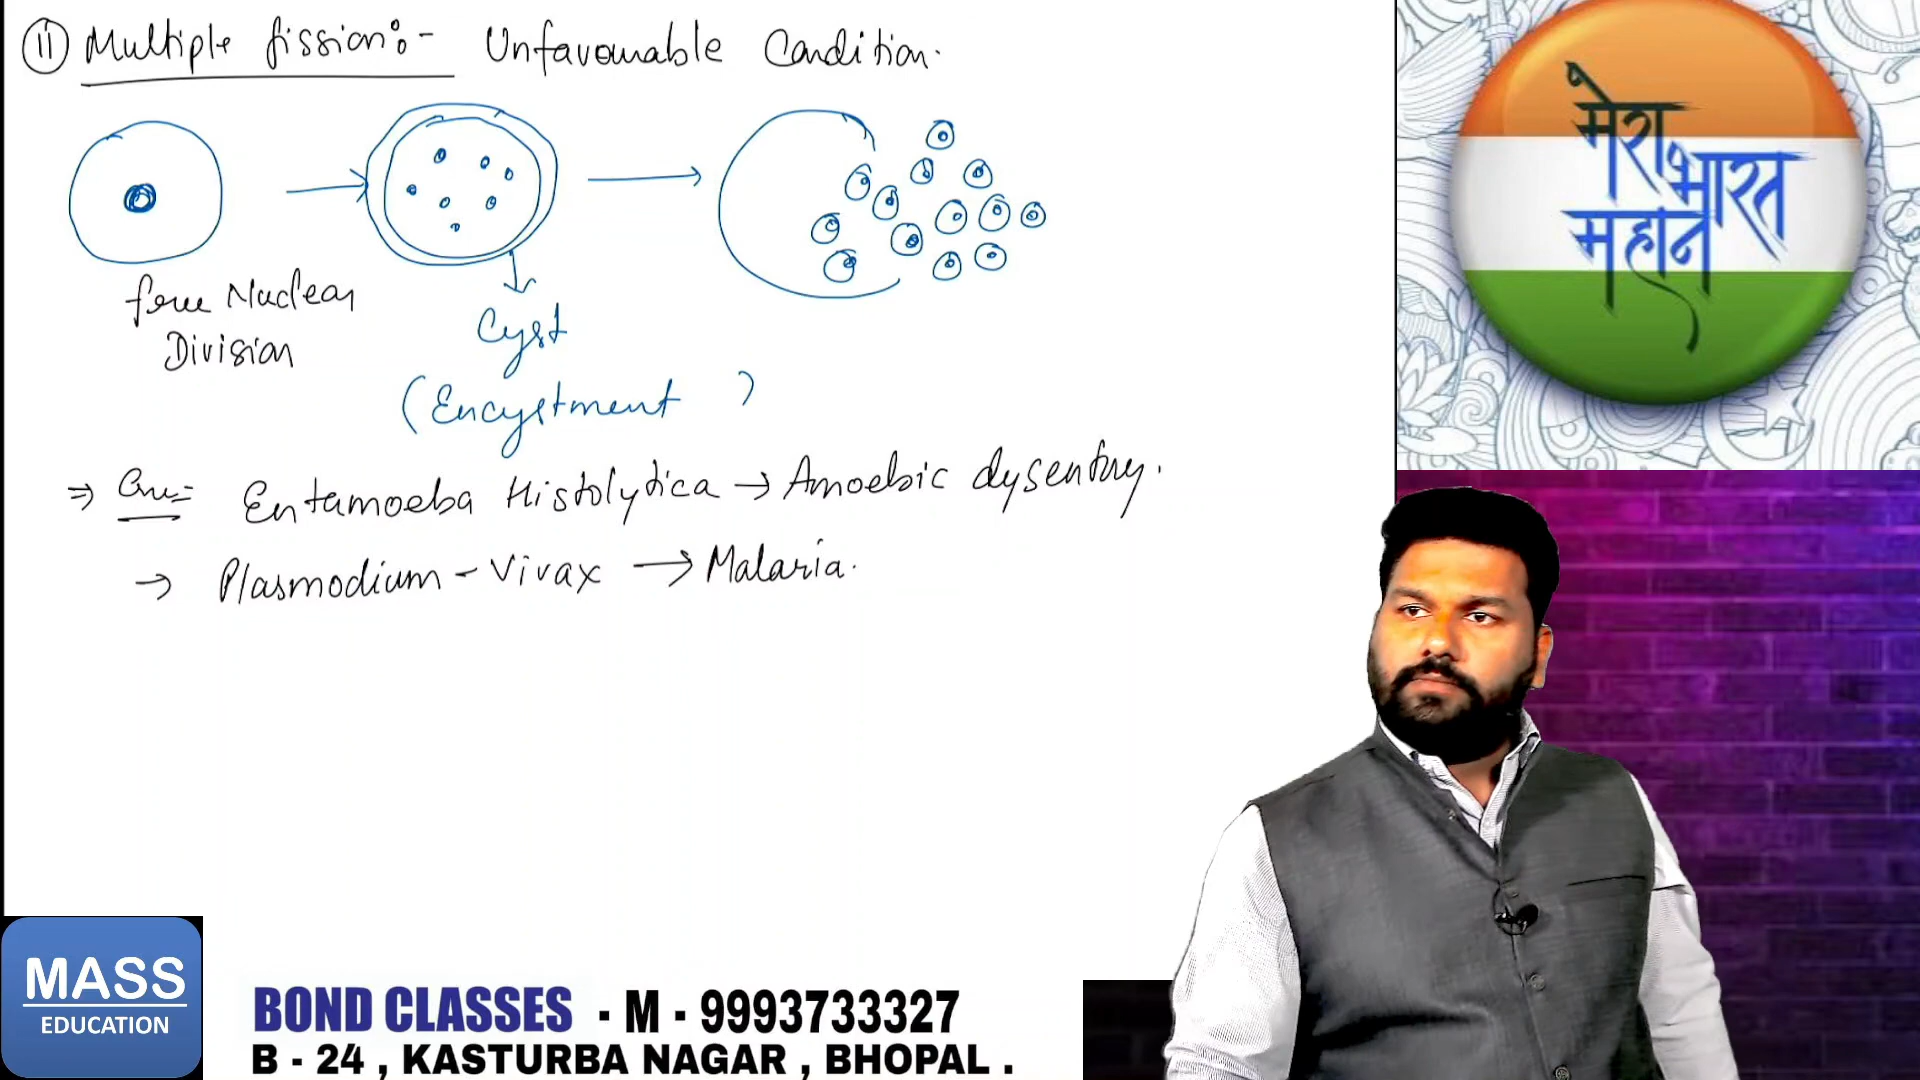 (ii) Multiple fission:- Unfavourable Condition.
free Nuclear
Division
Cyst
(Encystment )
⇒ Ex:- Entamoeba Histolytica → Amoebic dysentry.
→ Plasmodium - Vivax → Malaria.
मेरा
भारत
महान
MASS
EDUCATION
BOND CLASSES - M - 9993733327
B - 24 , KASTURBA NAGAR , BHOPAL .